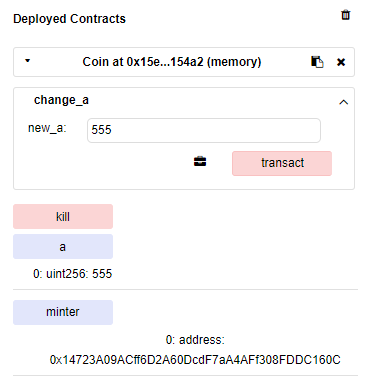 Deployed Contracts
Coin at 0x15e...154a2 (memory)
change_a
new_a: 555
transact
kill
a
0: uint256: 555
minter
0: address:
0x14723A09ACff6D2A60DcdF7aA4AFf308FDDC160C